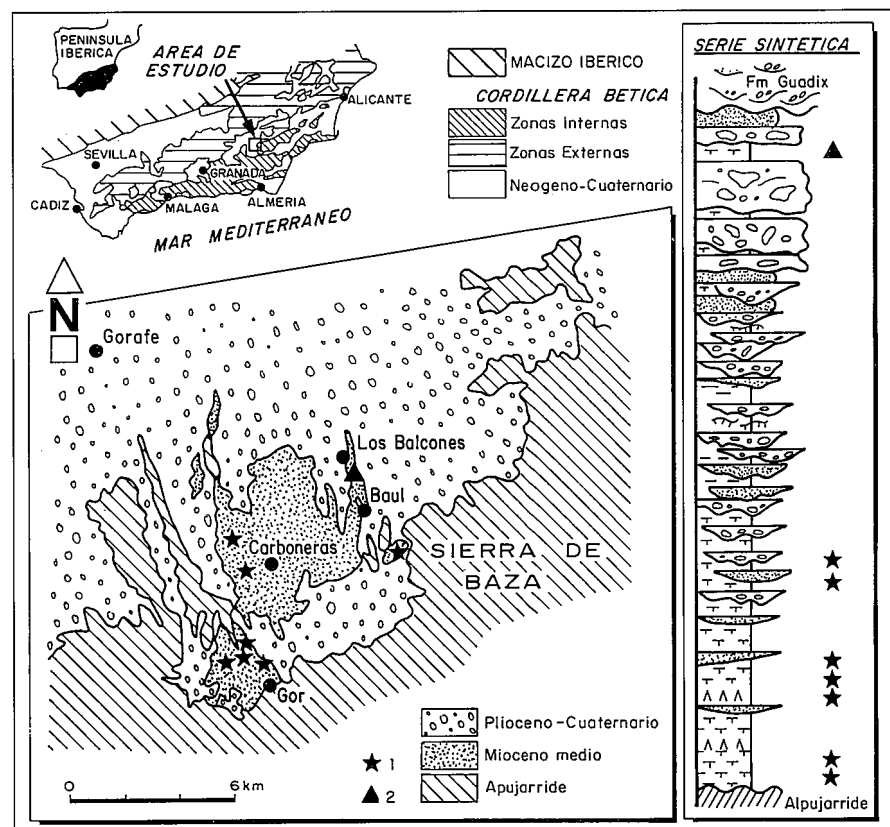 PENINSULA
IBERICA
AREA DE
ESTUDIO
ALICANTE
SEVILLA
GRANADA
CADIZ
MALAGA
ALMERIA
MAR MEDITERRANEO
MACIZO IBERICO
CORDILLERA BETICA
Zonas Internas
Zonas Externas
Neogeno-Cuaternario
N
Gorafe
Los Balcones
Baul
Carboneras
SIERRA DE
BAZA
Gor
0 6 km
1
2
Plioceno-Cuaternario
Mioceno medio
Apujarride
SERIE SINTETICA
Fm Guadix
Alpujarride